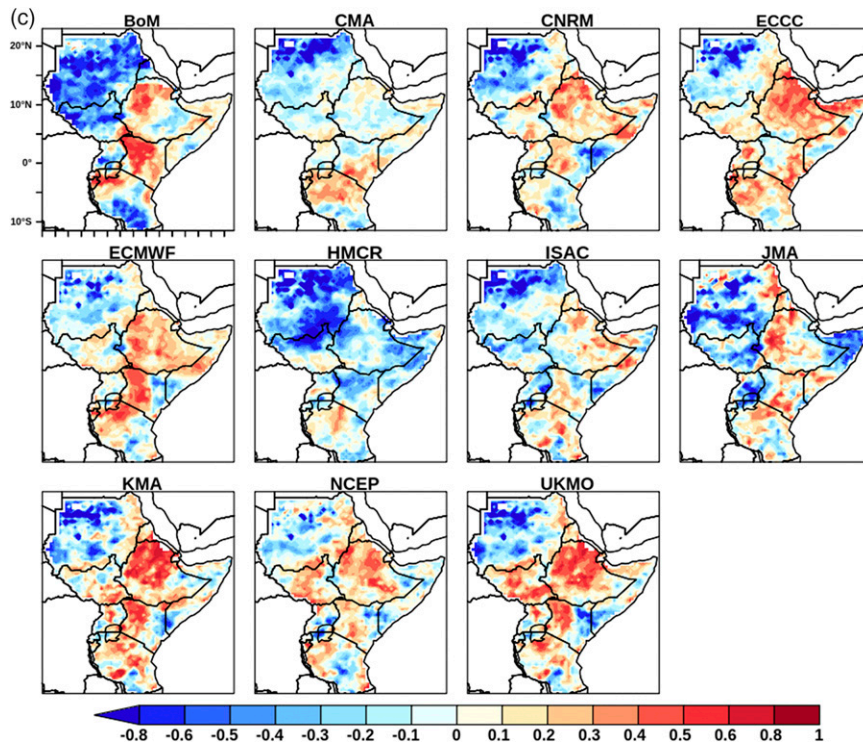 (c)
BoM CMA CNRM ECCC
20°N
10°N
0°
10°S
ECMWF HMCR ISAC JMA
KMA NCEP UKMO
-0.8 -0.6 -0.5 -0.4 -0.2 -0.1 0 0.1 0.2 0.3 0.4 0.5 0.6 0.8 1